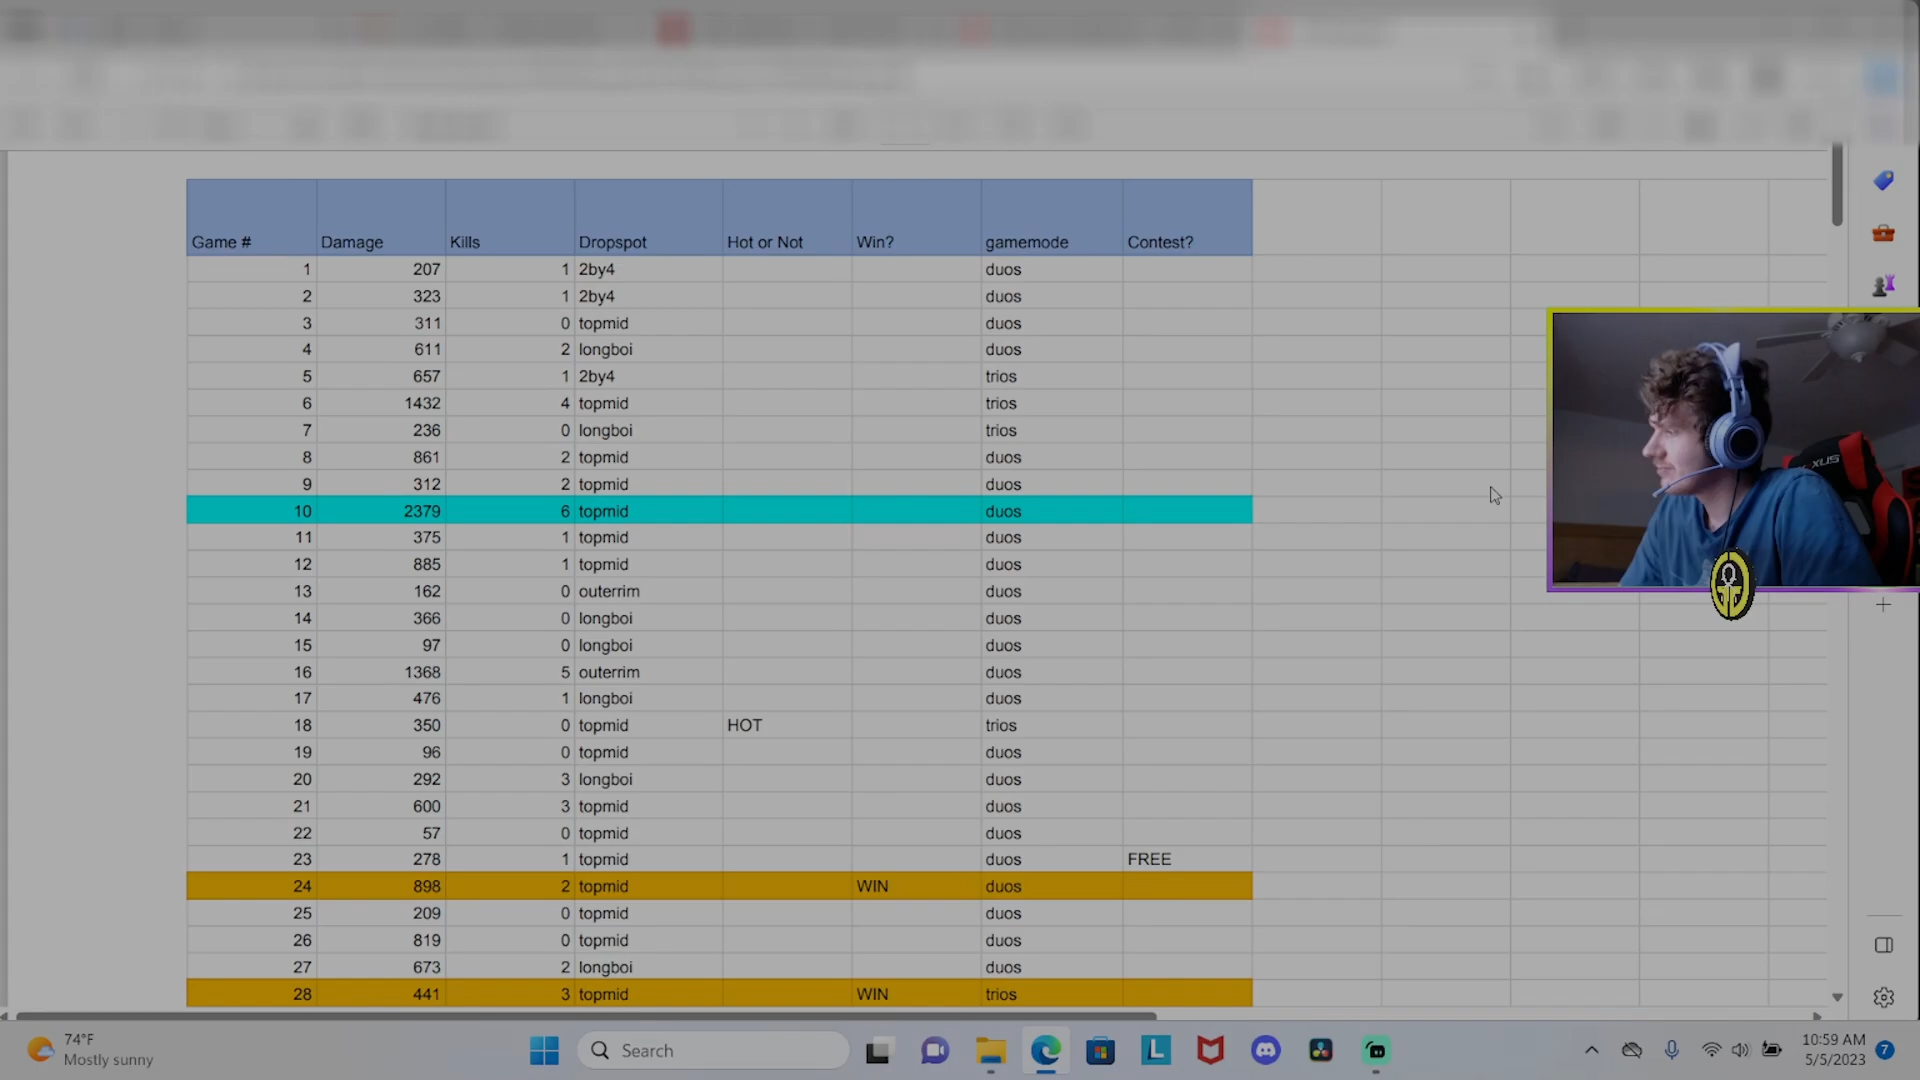 Game # Damage Kills Dropspot Hot or Not Win? gamemode Contest?
1 207 1 2by4 duos
2 323 1 2by4 duos
3 311 0 topmid duos
4 611 2 longboi duos
5 657 1 2by4 trios
6 1432 4 topmid trios
7 236 0 longboi trios
8 861 2 topmid duos
9 312 2 topmid duos
10 2379 6 topmid duos
11 375 1 topmid duos
12 885 1 topmid duos
13 162 0 outerrim duos
14 366 0 longboi duos
15 97 0 longboi duos
16 1368 5 outerrim duos
17 476 1 longboi duos
18 350 0 topmid HOT trios
19 96 0 topmid duos
20 292 3 longboi duos
21 600 3 topmid duos
22 57 0 topmid duos
23 278 1 topmid duos FREE
24 898 2 topmid WIN duos
25 209 0 topmid duos
26 819 0 topmid duos
27 673 2 longboi duos
28 441 3 topmid WIN trios
74°F
Mostly sunny
Search
10:59 AM
5/5/2023
7